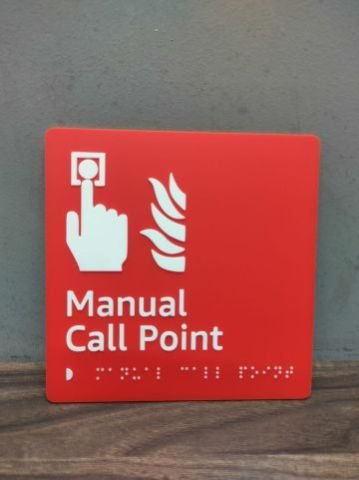 Manual
Call Point
⠍⠁⠝⠥⠁⠇ ⠉⠁⠇⠇ ⠏⠕⠊⠝⠞